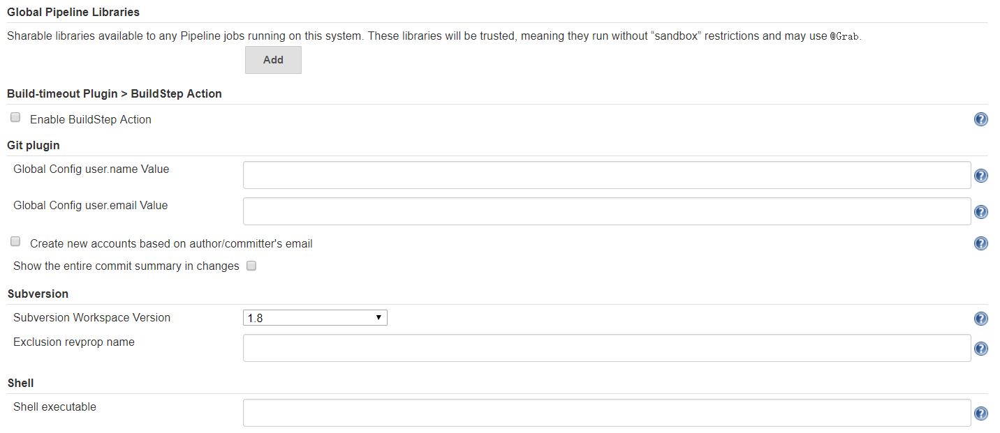 Global Pipeline Libraries
Sharable libraries available to any Pipeline jobs running on this system. These libraries will be trusted, meaning they run without “sandbox” restrictions and may use @Grab.
Add
Build-timeout Plugin > BuildStep Action
Enable BuildStep Action
Git plugin
Global Config user.name Value
Global Config user.email Value
Create new accounts based on author/committer's email
Show the entire commit summary in changes
Subversion
Subversion Workspace Version 1.8
Exclusion revprop name
Shell
Shell executable